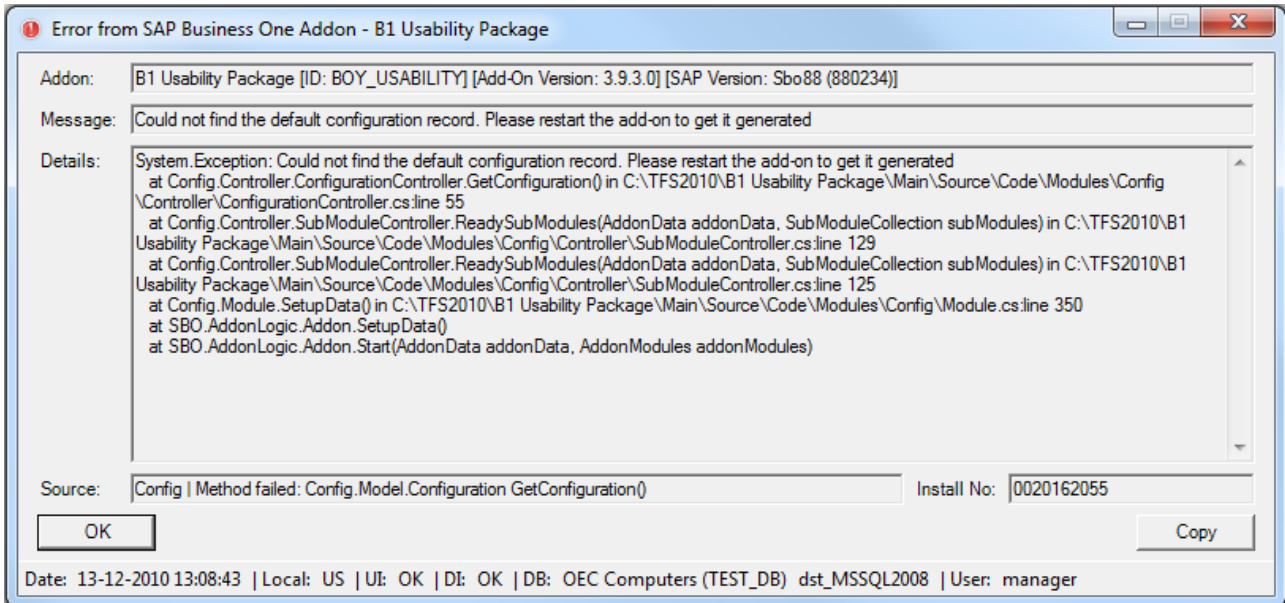 Error from SAP Business One Addon - B1 Usability Package
Addon: B1 Usability Package [ID: BOY_USABILITY] [Add-On Version: 3.9.3.0] [SAP Version: Sbo88 (880234)]
Message: Could not find the default configuration record. Please restart the add-on to get it generated
Details: System.Exception: Could not find the default configuration record. Please restart the add-on to get it generated
at Config.Controller.ConfigurationController.GetConfiguration() in C:\TFS2010\B1 Usability Package\Main\Source\Code\Modules\Config
\Controller\ConfigurationController.cs:line 55
at Config.Controller.SubModuleController.ReadySubModules(AddonData addonData, SubModuleCollection subModules) in C:\TFS2010\B1
Usability Package\Main\Source\Code\Modules\Config\Controller\SubModuleController.cs:line 129
at Config.Controller.SubModuleController.ReadySubModules(AddonData addonData, SubModuleCollection subModules) in C:\TFS2010\B1
Usability Package\Main\Source\Code\Modules\Config\Controller\SubModuleController.cs:line 125
at Config.Module.SetupData() in C:\TFS2010\B1 Usability Package\Main\Source\Code\Modules\Config\Module.cs:line 350
at SBO.AddonLogic.Addon.SetupData()
at SBO.AddonLogic.Addon.Start(AddonData addonData, AddonModules addonModules)
Source: Config | Method failed: Config.Model.Configuration GetConfiguration() Install No: 0020162055
OK Copy
Date: 13-12-2010 13:08:43 | Local: US | UI: OK | DI: OK | DB: OEC Computers (TEST_DB) dst_MSSQL2008 | User: manager